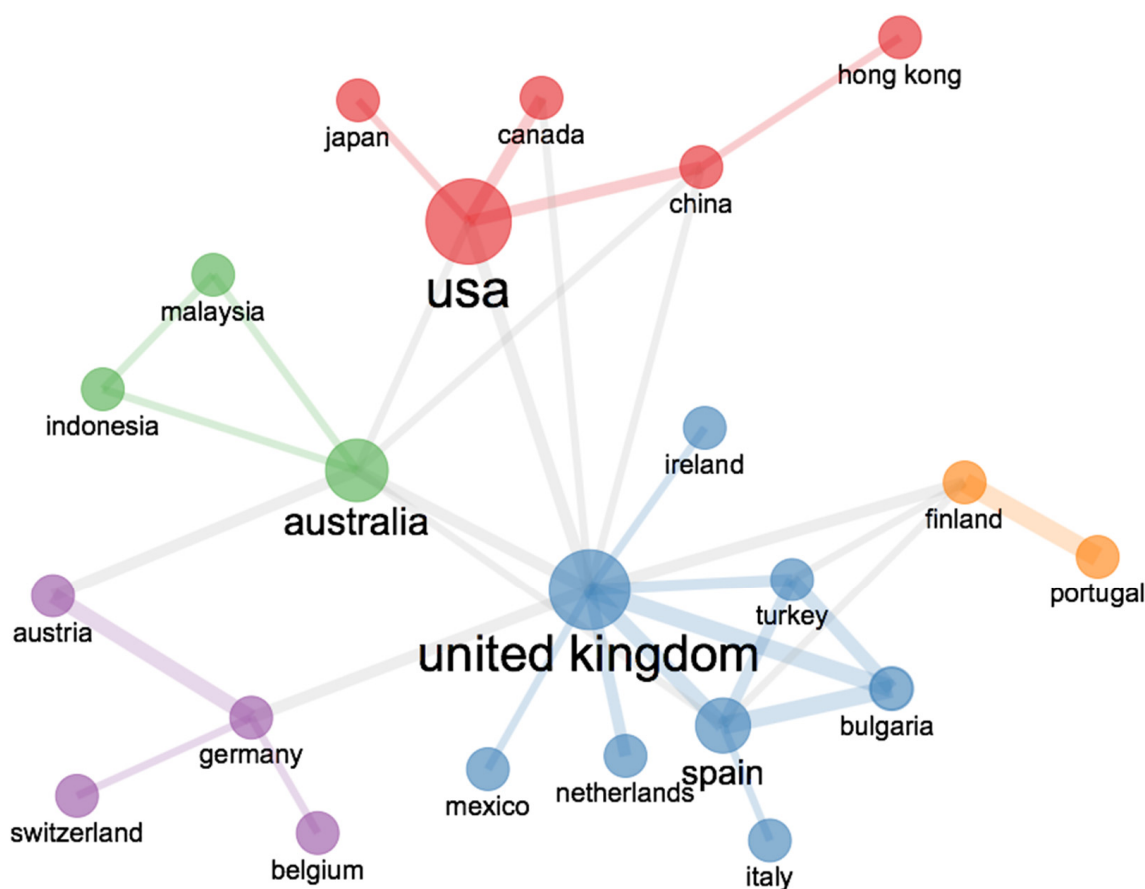 hong kong
japan
canada
china
usa
malaysia
indonesia
ireland
australia
finland
portugal
austria
turkey
united kingdom
bulgaria
germany
spain
netherlands
mexico
switzerland
belgium
italy